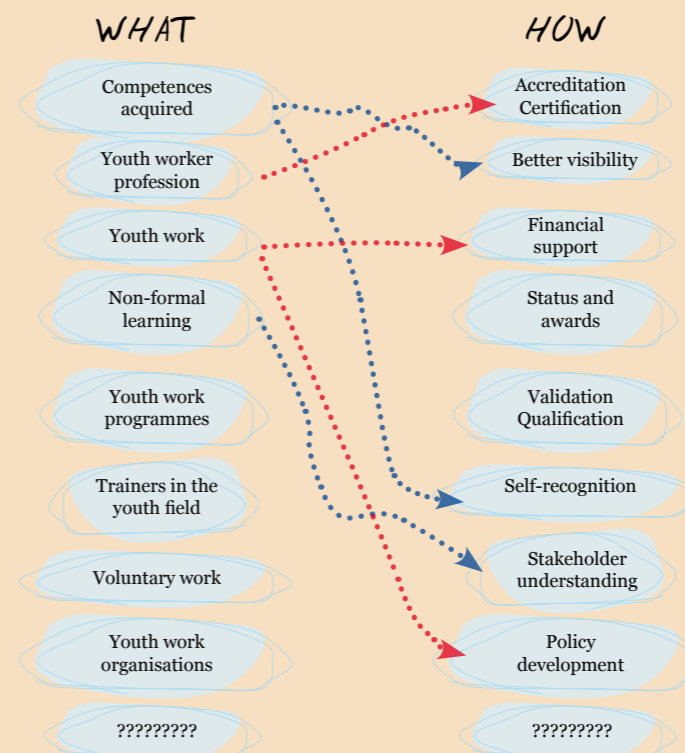 WHAT
Competences
acquired
Youth worker
profession
Youth work
Non-formal
learning
Youth work
programmes
Trainers in the
youth field
Voluntary work
Youth work
organisations
?????????
HOW
Accreditation
Certification
Better visibility
Financial
support
Status and
awards
Validation
Qualification
Self-recognition
Stakeholder
understanding
Policy
development
?????????